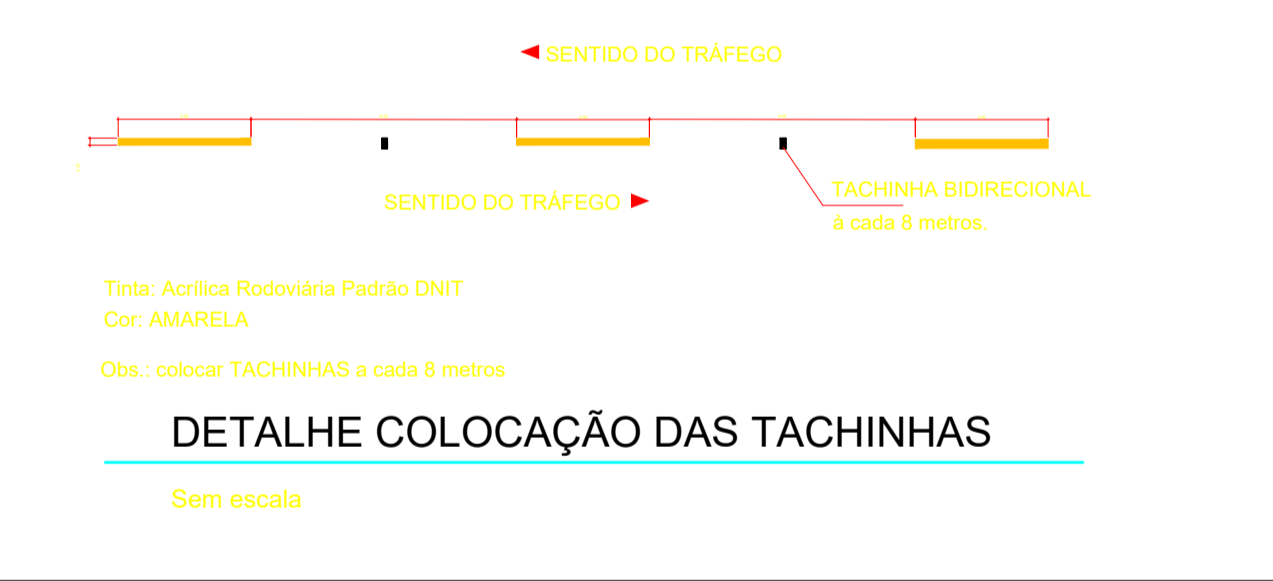 SENTIDO DO TRÁFEGO
SENTIDO DO TRÁFEGO
TACHINHA BIDIRECIONAL
à cada 8 metros.
Tinta: Acrílica Rodoviária Padrão DNIT
Cor: AMARELA
Obs.: colocar TACHINHAS a cada 8 metros
DETALHE COLOCAÇÃO DAS TACHINHAS
Sem escala